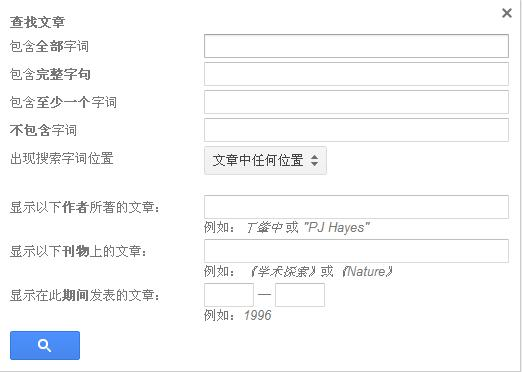 查找文章
包含全部字词
包含完整字句
包含至少一个字词
不包含字词
出现搜索字词位置 文章中任何位置
显示以下作者所著的文章：
例如： 丁肇中 或 "PJ Hayes"
显示以下刊物上的文章：
例如： 《学术探索》 或 《Nature》
显示在此期间发表的文章： —
例如： 1996